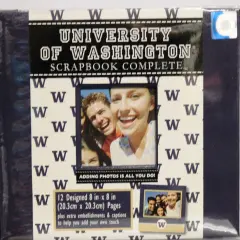 UNIVERSITY
OF WASHINGTON
SCRAPBOOK COMPLETE
ADDING PHOTOS IS ALL YOU DO!
12 Designed 8 in x 8 in
(20.3cm x 20.3cm) Pages
plus extra embellishments & captions
to help you add your own touch
W